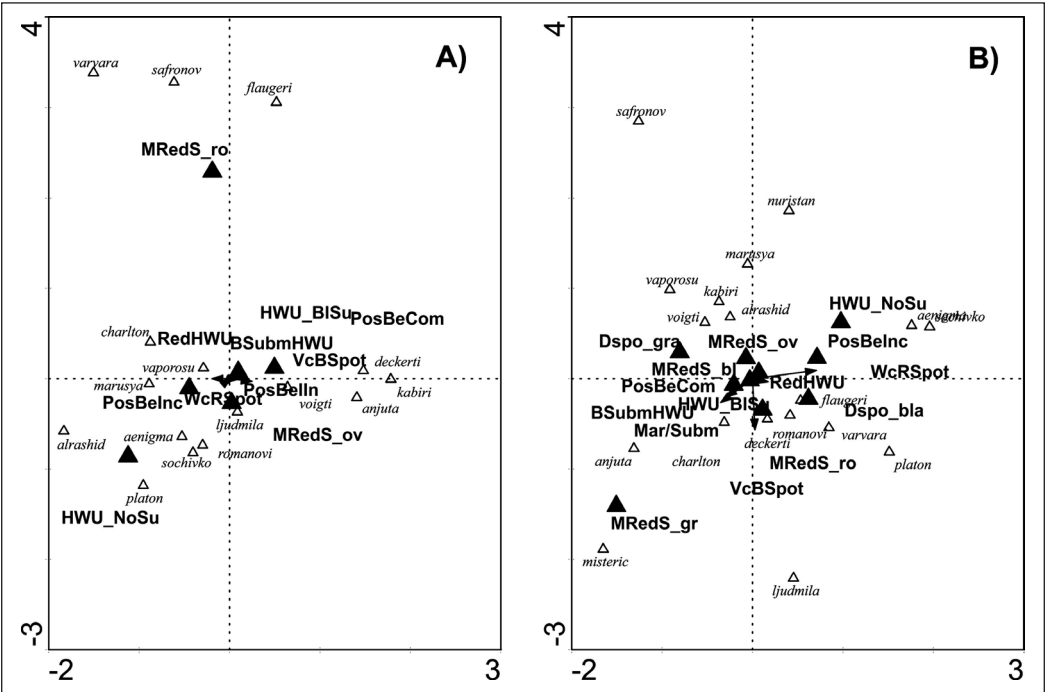 4
A)
varvara
safronov
flaugeri
MRedS_ro
HWU_BlSu
PosBeCom
charlton
RedHWU
BSubmHWU
VcBSpot
deckerti
vaporosu
marusya
PosBeIn
kabiri
PosBeInc
WcRSpot
voigti
anjuta
ljudmila
MRedS_ov
alrashid
aenigma
romanovi
sochivko
platon
HWU_NoSu
-3
-2
3
B)
safronov
nuristan
marusya
vaporosu
kabiri
alrashid
voigti
HWU_NoSu
aenigma
sochivko
Dspo_gra
MRedS_ov
PosBeInc
MRedS_bl
WcRSpot
PosBeCom
RedHWU
HWU_BlSu
flaugeri
BSubmHWU
Dspo_bla
Mar/Subm
romanovi
varvara
deckerti
anjuta
charlton
MRedS_ro
platon
VcBSpot
MRedS_gr
misteric
ljudmila
-3
-2
3